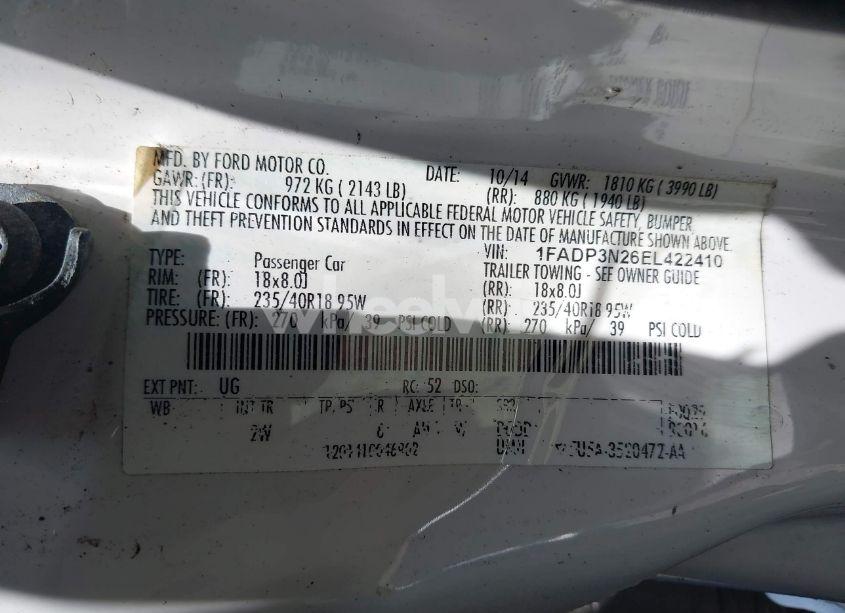 MFD. BY FORD MOTOR CO. DATE: 10/14 GVWR: 1810 KG ( 3990 LB)
GAWR: (FR): 972 KG ( 2143 LB) (RR): 880 KG ( 1940 LB)
THIS VEHICLE CONFORMS TO ALL APPLICABLE FEDERAL MOTOR VEHICLE SAFETY, BUMPER,
AND THEFT PREVENTION STANDARDS IN EFFECT ON THE DATE OF MANUFACTURE SHOWN ABOVE.
VIN: 1FADP3N26EL422410
TYPE: Passenger Car TRAILER TOWING - SEE OWNER GUIDE
RIM: (FR): 18x8.0J (RR): 18x8.0J
TIRE: (FR): 235/40R18 95W (RR): 235/40R18 95W
PRESSURE: (FR): 270 kPa/ 39 PSI COLD (RR): 270 kPa/ 39 PSI COLD
EXT PNT: UG RC: 52 DSO:
WB INT TR TP, PS R AXLE TR
2W 6